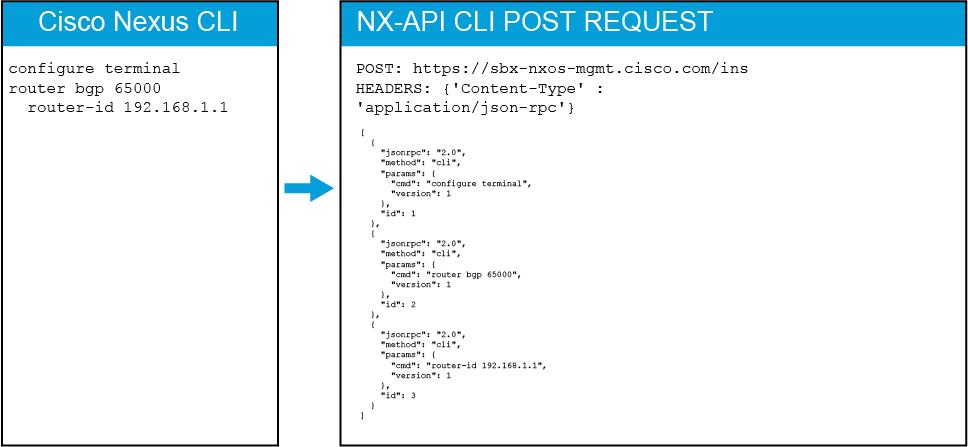 Cisco Nexus CLI
configure terminal
router bgp 65000
  router-id 192.168.1.1
NX-API CLI POST REQUEST
POST: https://sbx-nxos-mgmt.cisco.com/ins
HEADERS: {'Content-Type' :
'application/json-rpc'}
[
  {
    "jsonrpc": "2.0",
    "method": "cli",
    "params": {
      "cmd": "configure terminal",
      "version": 1
    },
    "id": 1
  },
  {
    "jsonrpc": "2.0",
    "method": "cli",
    "params": {
      "cmd": "router bgp 65000",
      "version": 1
    },
    "id": 2
  },
  {
    "jsonrpc": "2.0",
    "method": "cli",
    "params": {
      "cmd": "router-id 192.168.1.1",
      "version": 1
    },
    "id": 3
  }
]